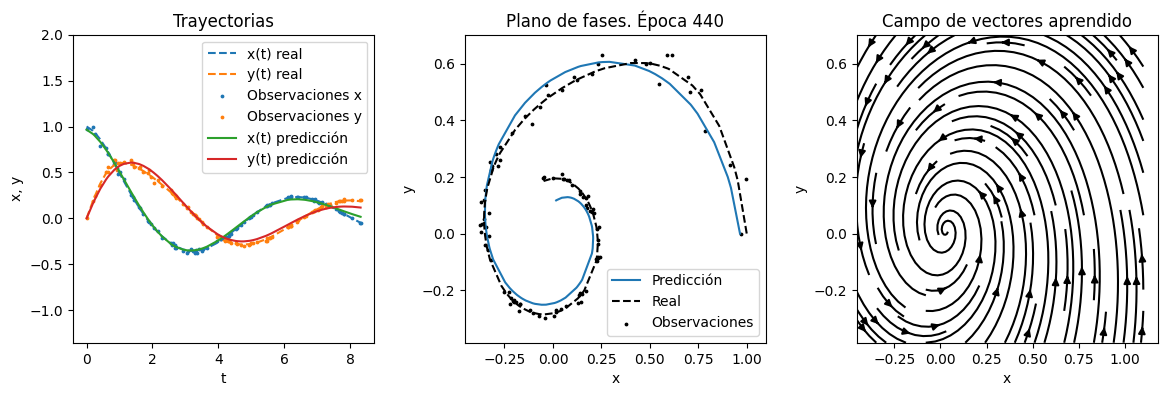 Trayectorias
2.0
1.5
1.0
0.5
0.0
−0.5
−1.0
x, y
0
2
4
6
8
t
x(t) real
y(t) real
Observaciones x
Observaciones y
x(t) predicción
y(t) predicción
Plano de fases. Época 440
0.6
0.4
0.2
0.0
−0.2
y
−0.25
0.00
0.25
0.50
0.75
1.00
x
Predicción
Real
Observaciones
Campo de vectores aprendido
0.6
0.4
0.2
0.0
−0.2
y
−0.25
0.00
0.25
0.50
0.75
1.00
x